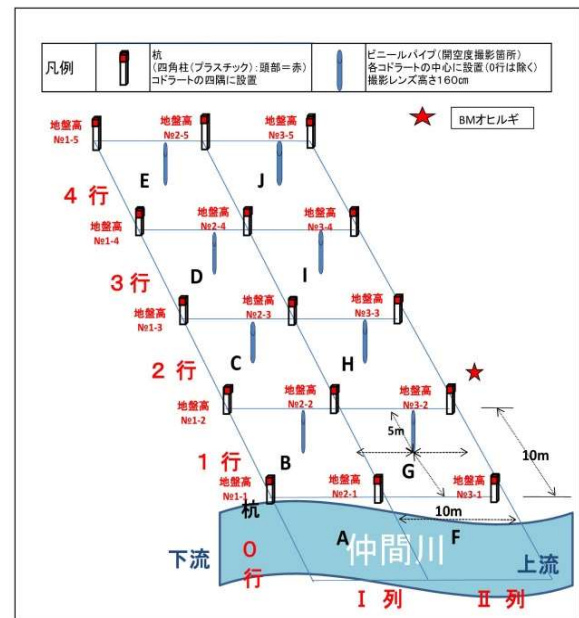 凡例
杭
(四角柱(プラスチック):頭部=赤)
コドラートの四隅に設置
ビニールパイプ(開空度撮影箇所)
各コドラートの中心に設置(0行は除く)
撮影レンズ高さ160㎝
BMオヒルギ
地盤高 №1-5
地盤高 №2-5
地盤高 №3-5
E
J
4行
地盤高 №1-4
地盤高 №2-4
地盤高 №3-4
D
I
3行
地盤高 №1-3
地盤高 №2-3
地盤高 №3-3
C
H
2行
地盤高 №1-2
地盤高 №2-2
地盤高 №3-2
5m
10m
B
G
1行
地盤高 №1-1
地盤高 №2-1
地盤高 №3-1
杭
10m
A
F
仲間川
下流
上流
0行
Ⅰ列
Ⅱ列